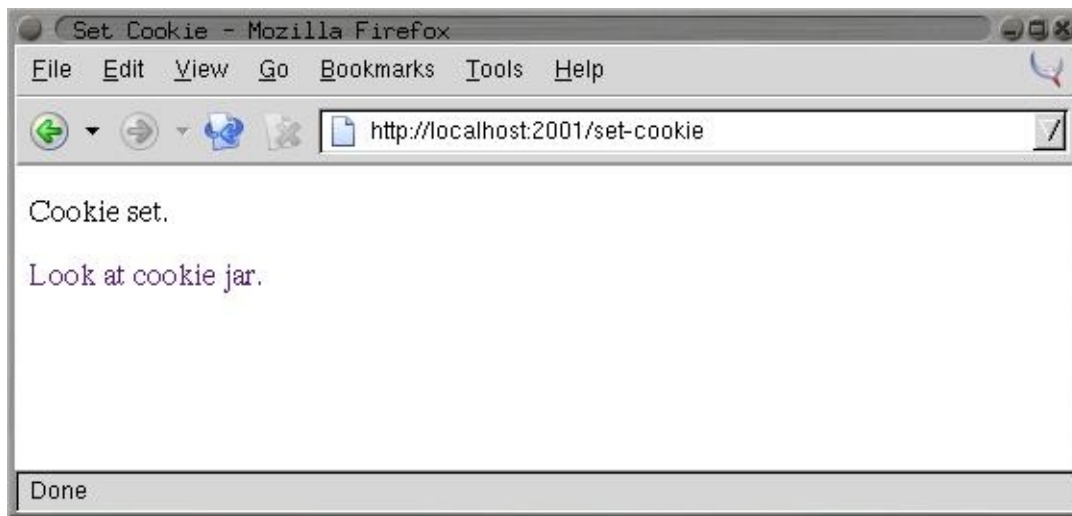 Set Cookie - Mozilla Firefox
File Edit View Go Bookmarks Tools Help
http://localhost:2001/set-cookie
Cookie set.
Look at cookie jar.
Done